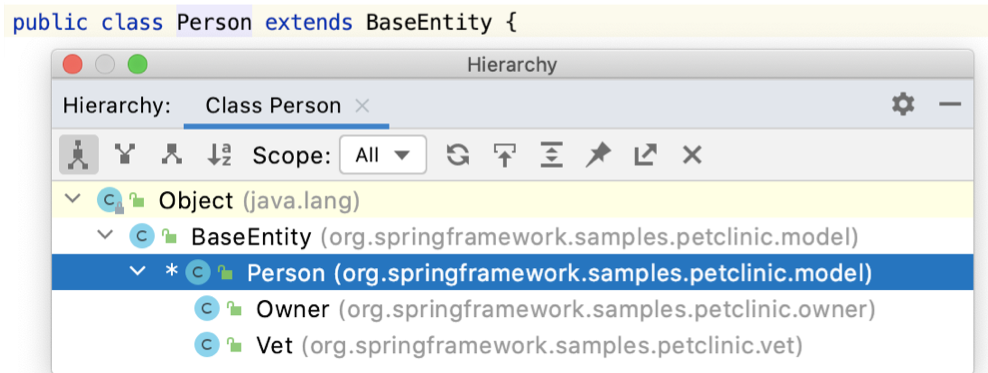 public class Person extends BaseEntity {
Hierarchy
Hierarchy: Class Person
Scope: All
Object (java.lang)
BaseEntity (org.springframework.samples.petclinic.model)
* Person (org.springframework.samples.petclinic.model)
Owner (org.springframework.samples.petclinic.owner)
Vet (org.springframework.samples.petclinic.vet)